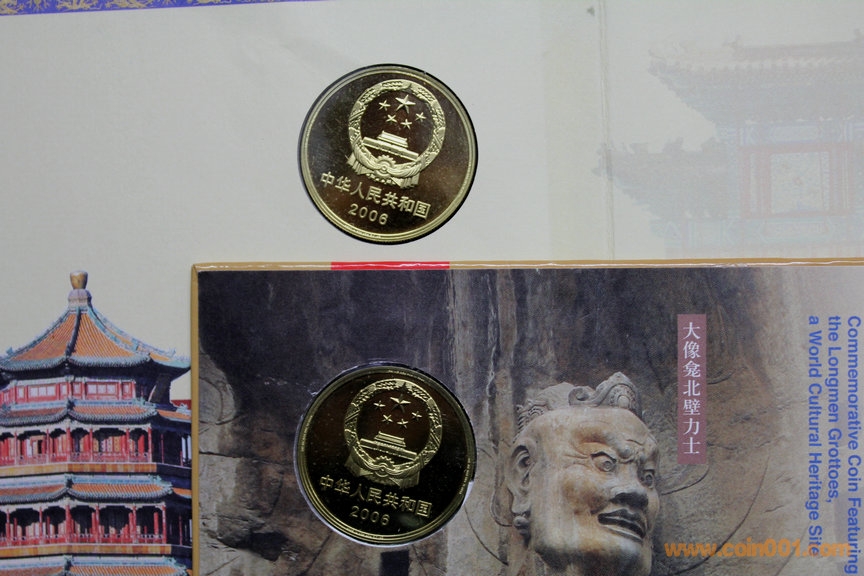 中华人民共和国
2006
中华人民共和国
2006
大像龛北壁力士
Commemorative Coin Featuring
the Longmen Grottoes,
a World Cultural Heritage Site
www.coin001.com